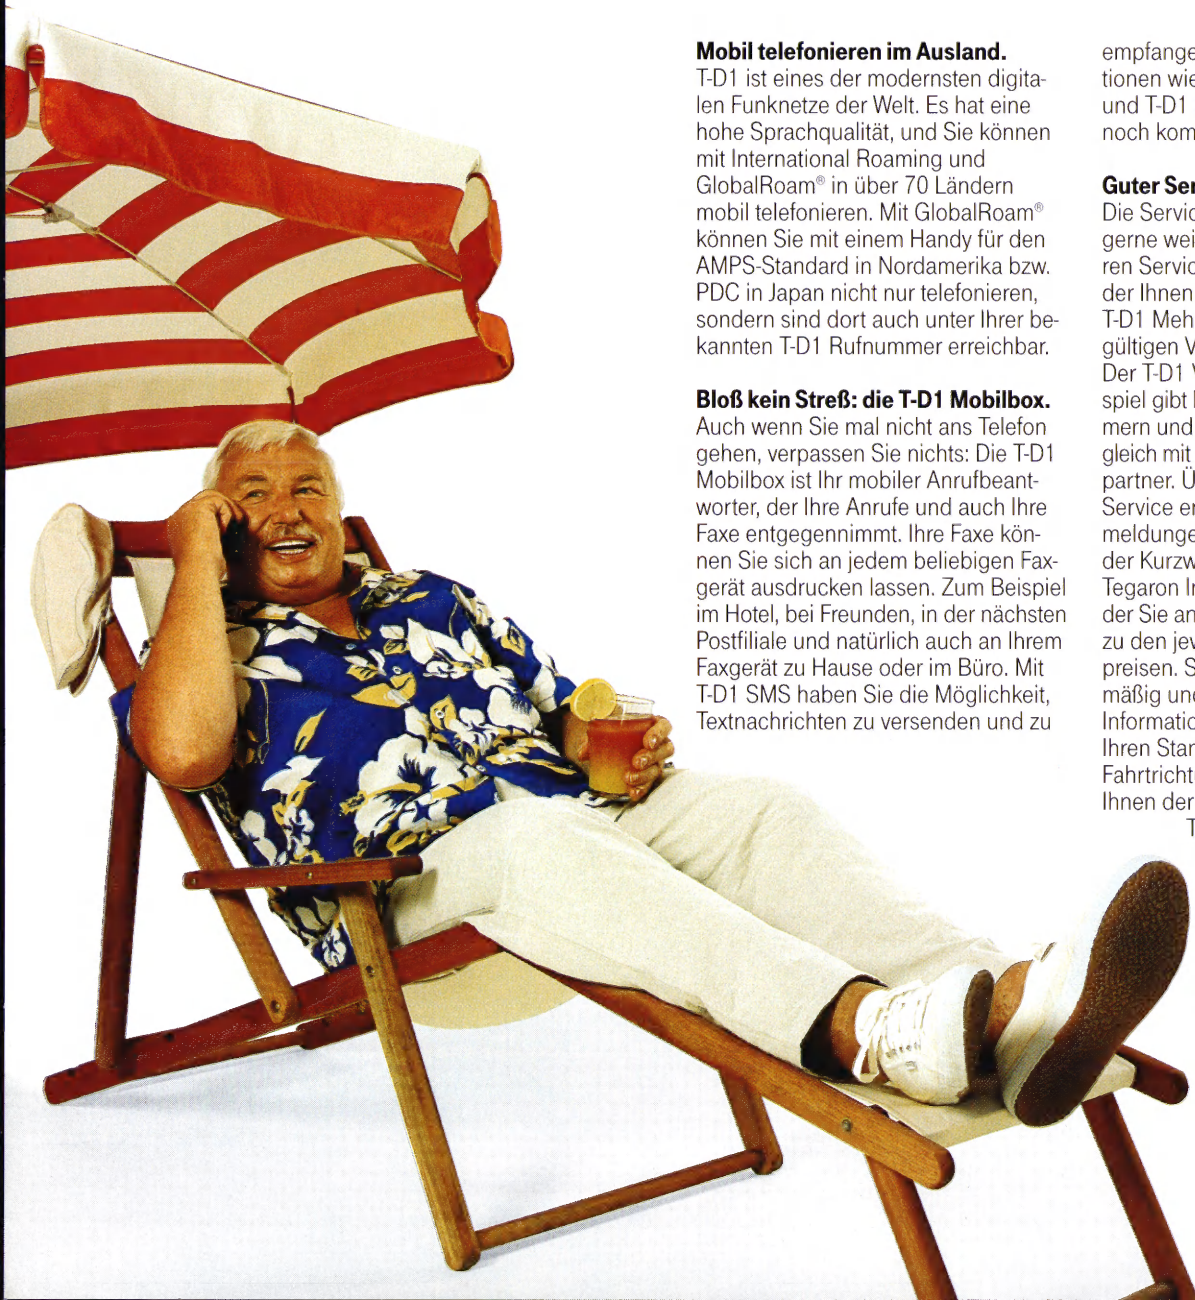 Mobil telefonieren im Ausland.
T-D1 ist eines der modernsten digita-
len Funknetze der Welt. Es hat eine
hohe Sprachqualität, und Sie können
mit International Roaming und
GlobalRoam® in über 70 Ländern
mobil telefonieren. Mit GlobalRoam®
können Sie mit einem Handy für den
AMPS-Standard in Nordamerika bzw.
PDC in Japan nicht nur telefonieren,
sondern sind dort auch unter Ihrer be-
kannten T-D1 Rufnummer erreichbar.

Bloß kein Streß: die T-D1 Mobilbox.
Auch wenn Sie mal nicht ans Telefon
gehen, verpassen Sie nichts: Die T-D1
Mobilbox ist Ihr mobiler Anrufbeant-
worter, der Ihre Anrufe und auch Ihre
Faxe entgegennimmt. Ihre Faxe kön-
nen Sie sich an jedem beliebigen Fax-
gerät ausdrucken lassen. Zum Beispiel
im Hotel, bei Freunden, in der nächsten
Postfiliale und natürlich auch an Ihrem
Faxgerät zu Hause oder im Büro. Mit
T-D1 SMS haben Sie die Möglichkeit,
Textnachrichten zu versenden und zu

empfange
tionen wie
und T-D1
noch kom

Guter Ser
Die Servic
gerne wei
ren Servic
der Ihnen
T-D1 Meh
gültigen V
Der T-D1
spiel gibt
mern und
gleich mit
partner. Ü
Service er
meldunge
der Kurzw
Tegaron In
der Sie an
zu den jew
preisen. S
mäßig und
Informatio
Ihren Stan
Fahrtricht
Ihnen der
T